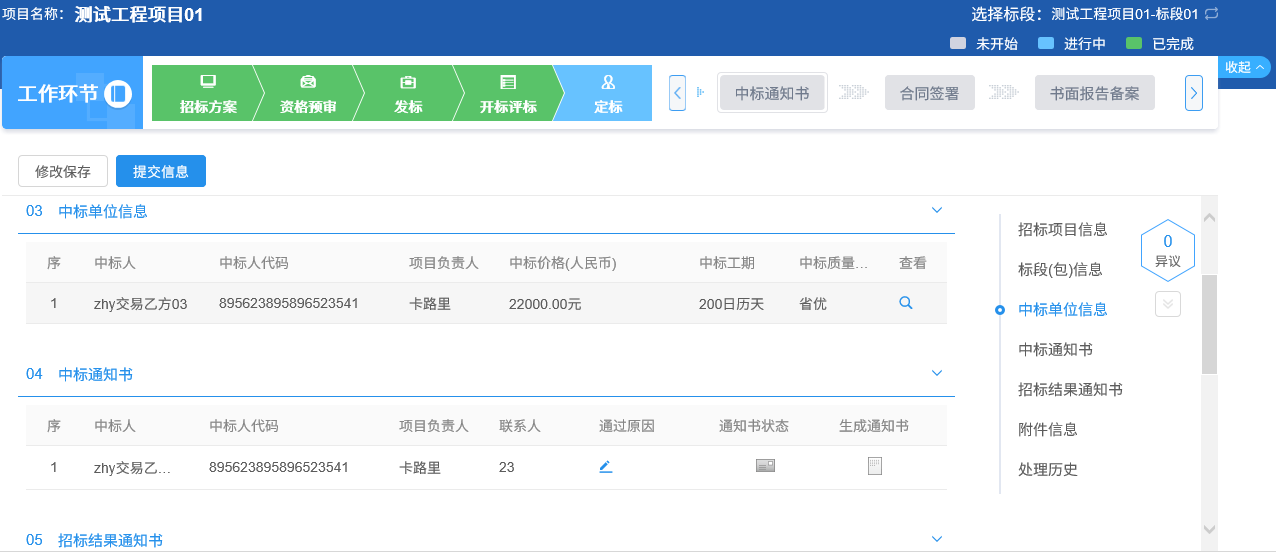 项目名称： 测试工程项目01
选择标段： 测试工程项目01-标段01
未开始 进行中 已完成
收起
工作环节
招标方案 资格预审 发标 开标评标 定标
中标通知书 合同签署 书面报告备案
修改保存 提交信息
03 中标单位信息
序 中标人 中标人代码 项目负责人 中标价格(人民币) 中标工期 中标质量... 查看
1 zhy交易乙方03 895623895896523541 卡路里 22000.00元 200日历天 省优
04 中标通知书
序 中标人 中标人代码 项目负责人 联系人 通过原因 通知书状态 生成通知书
1 zhy交易乙... 895623895896523541 卡路里 23
05 招标结果通知书
招标项目信息
标段(包)信息
中标单位信息
中标通知书
招标结果通知书
附件信息
处理历史
0
异议